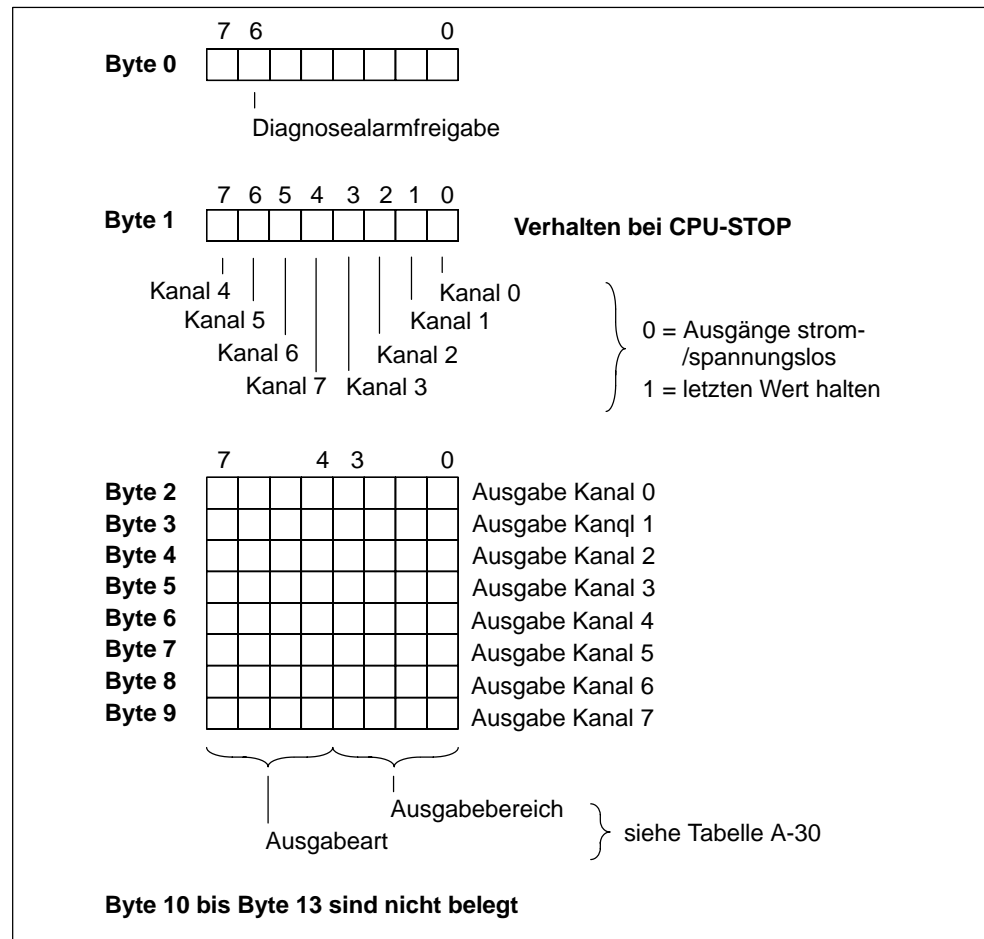 7 6 0
Byte 0
Diagnosealarmfreigabe
7 6 5 4 3 2 1 0
Byte 1
Verhalten bei CPU-STOP
Kanal 4
Kanal 0
Kanal 5
Kanal 1
Kanal 6
Kanal 2
Kanal 7
Kanal 3
0 = Ausgänge strom-
/spannungslos
1 = letzten Wert halten
7 4 3 0
Byte 2 Ausgabe Kanal 0
Byte 3 Ausgabe Kanql 1
Byte 4 Ausgabe Kanal 2
Byte 5 Ausgabe Kanal 3
Byte 6 Ausgabe Kanal 4
Byte 7 Ausgabe Kanal 5
Byte 8 Ausgabe Kanal 6
Byte 9 Ausgabe Kanal 7
Ausgabebereich
Ausgabeart
siehe Tabelle A-30
Byte 10 bis Byte 13 sind nicht belegt